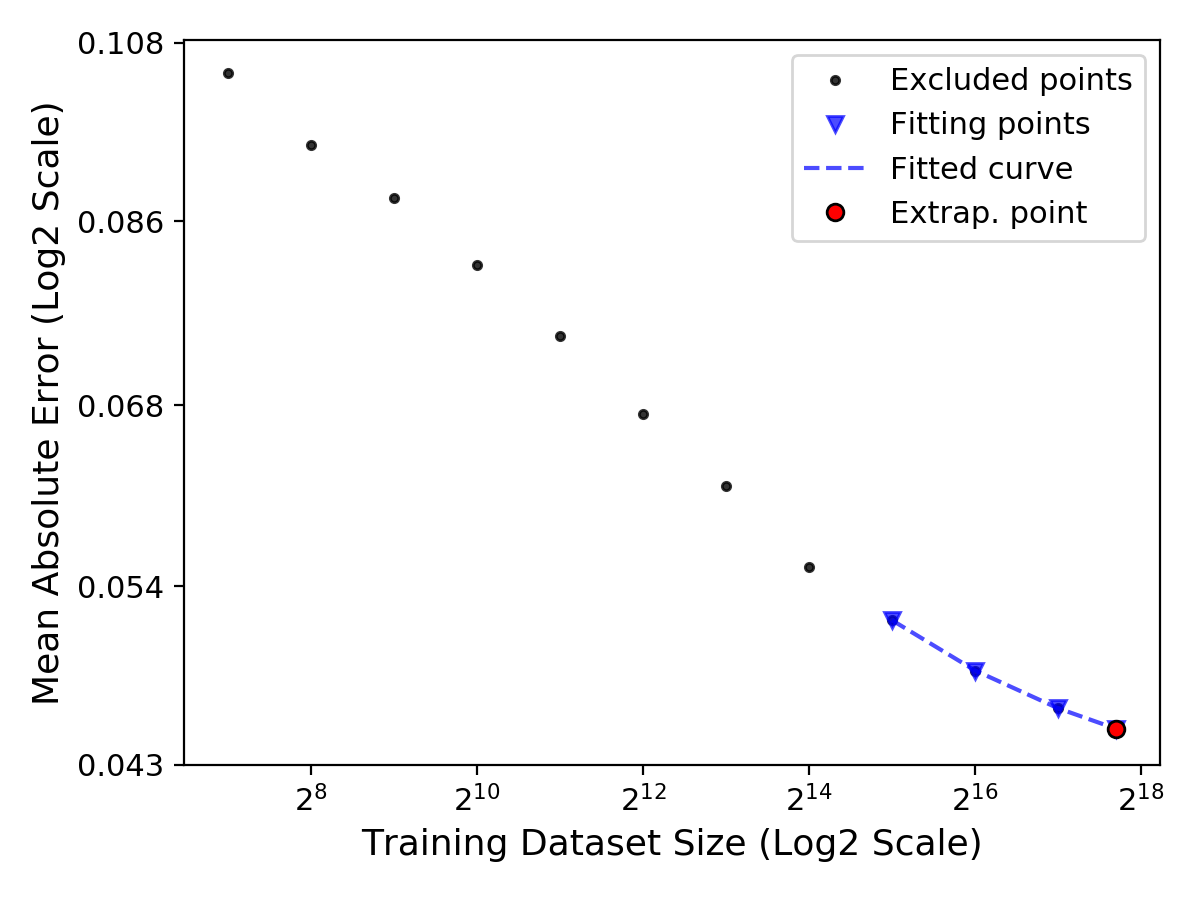 0.108
0.086
0.068
0.054
0.043
Mean Absolute Error (Log2 Scale)
Excluded points
Fitting points
Fitted curve
Extrap. point
2^8
2^10
2^12
2^14
2^16
2^18
Training Dataset Size (Log2 Scale)